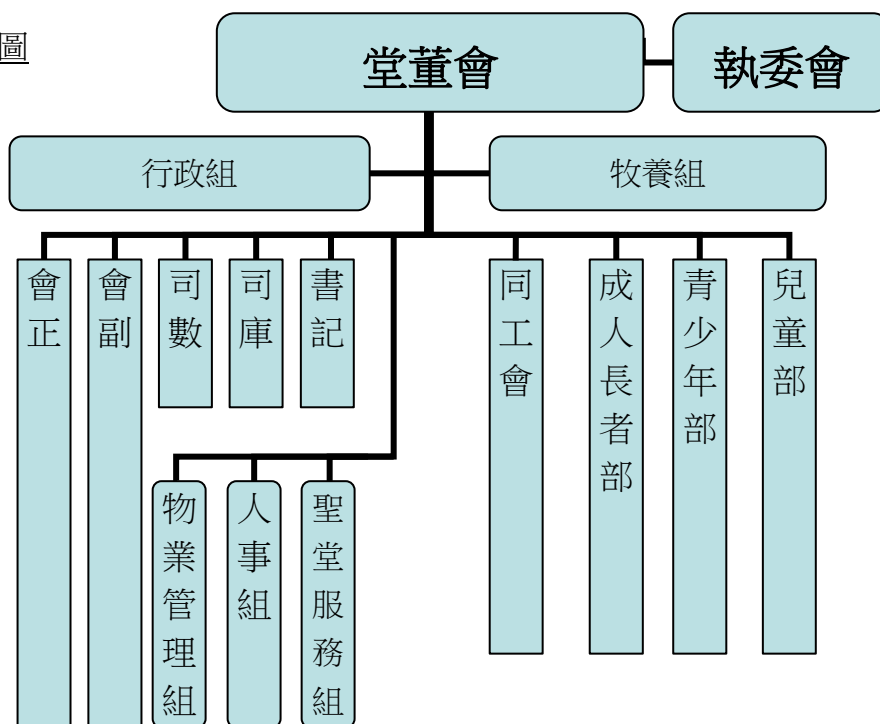 圖
堂董會
執委會
行政組
牧養組
會正
會副
司數
司庫
書記
同工會
成人長者部
青少年部
兒童部
物業管理組
人事組
聖堂服務組